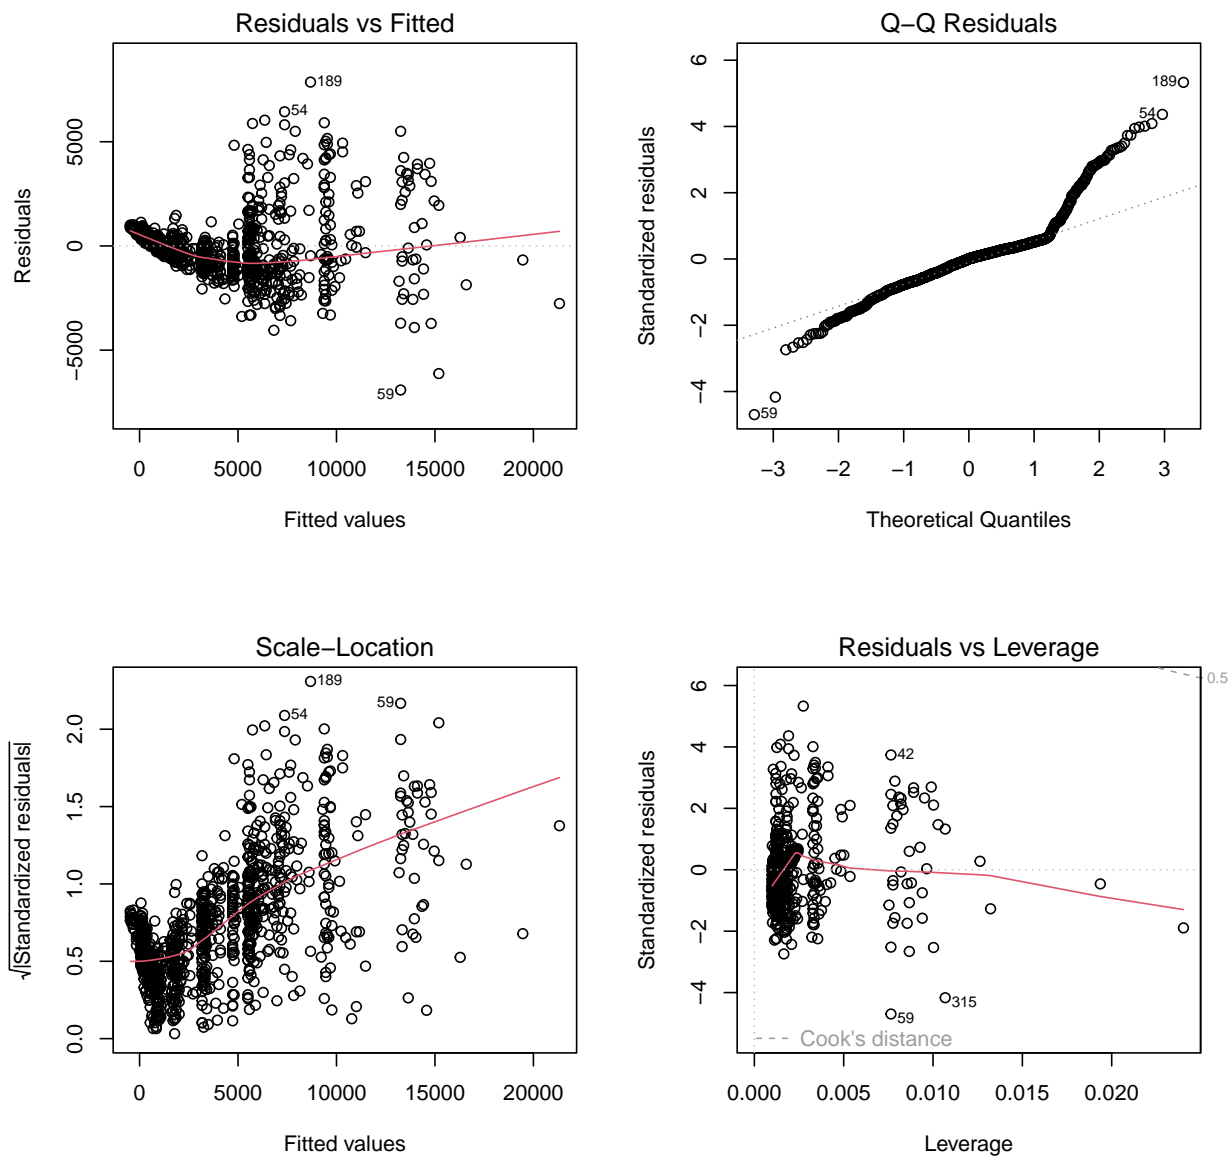 Residuals vs Fitted
Residuals
5000
0
−5000
189
54
59
0 5000 10000 15000 20000
Fitted values
Q−Q Residuals
Standardized residuals
6
4
2
0
−2
−4
189
54
59
−3 −2 −1 0 1 2 3
Theoretical Quantiles
Scale−Location
√|Standardized residuals|
2.0
1.5
1.0
0.5
0.0
189
59
54
0 5000 10000 15000 20000
Fitted values
Residuals vs Leverage
Standardized residuals
6
4
2
0
−2
−4
0.5
42
315
59
Cook's distance
0.000 0.005 0.010 0.015 0.020
Leverage